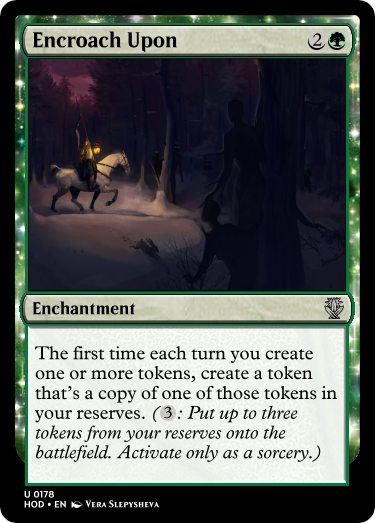 Encroach Upon 2
Enchantment
The first time each turn you create
one or more tokens, create a token
that's a copy of one of those tokens in
your reserves. (3: Put up to three
tokens from your reserves onto the
battlefield. Activate only as a sorcery.)
U 0178
HOD • EN Vera Slepysheva